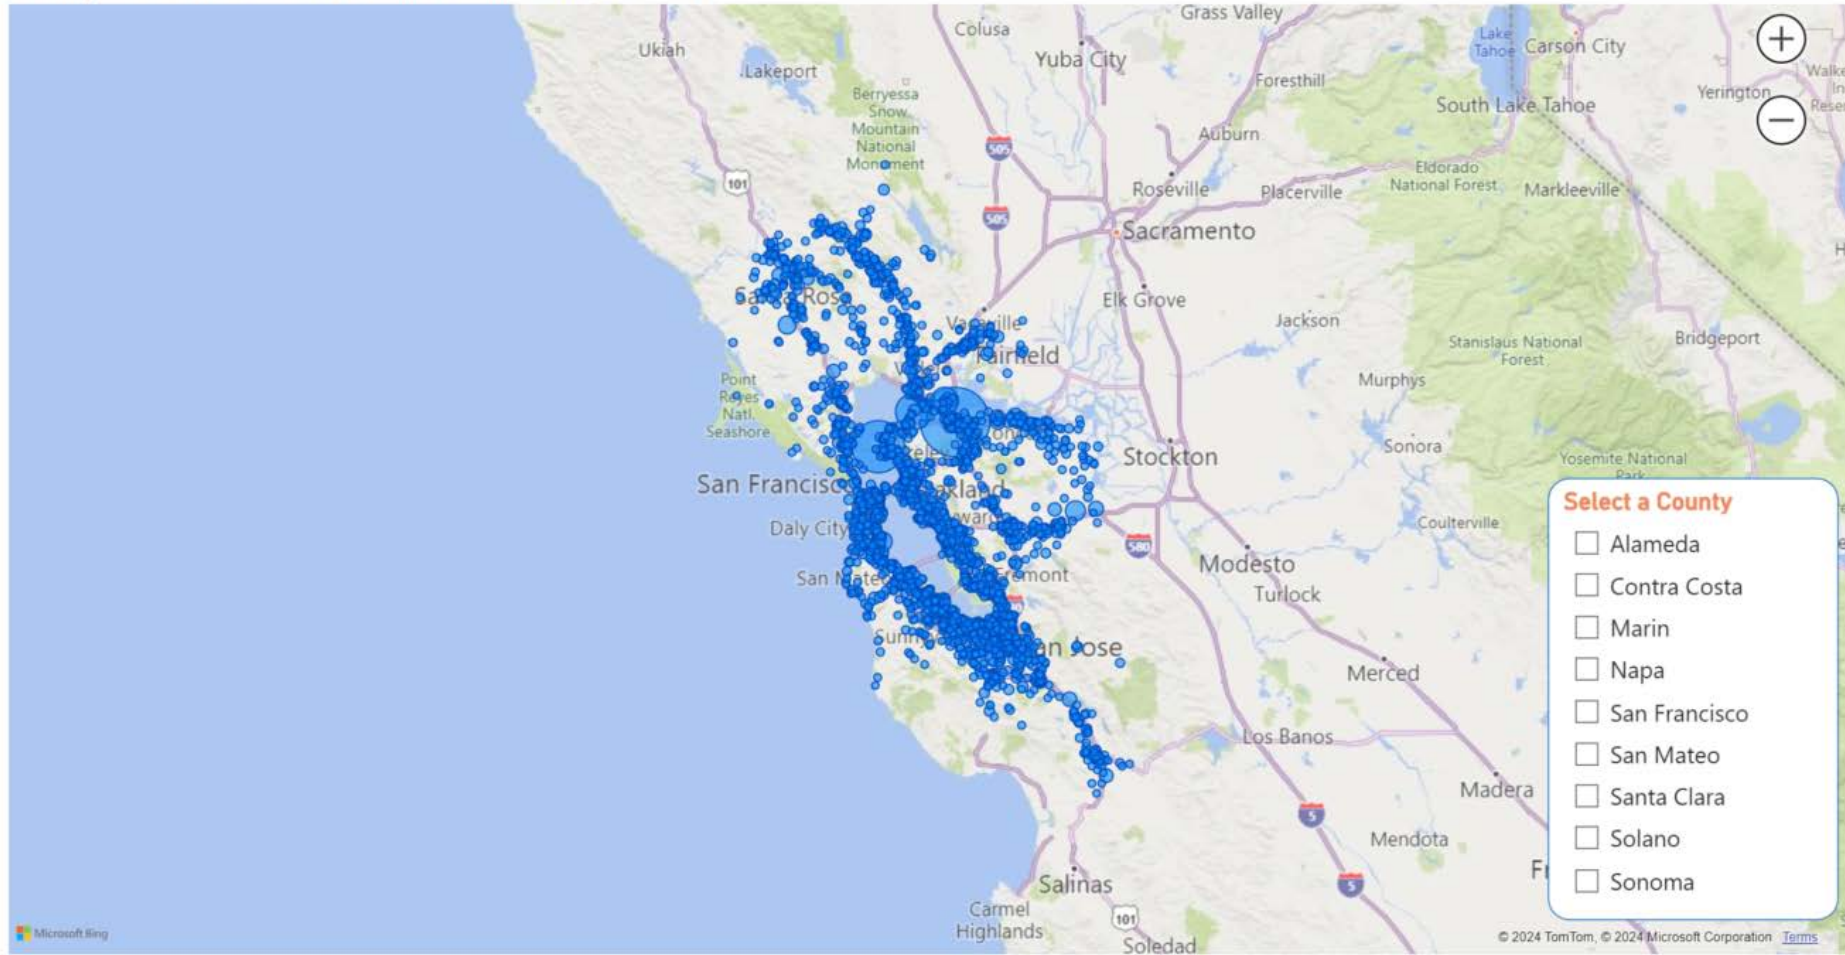 Grass Valley
Colusa
Ukiah
Yuba City
Lake
Tahoe
Carson City
Lakeport
Foresthill
Berryessa
Snow
Mountain
National
Monument
Yerington
South Lake Tahoe
Auburn
505
101
Eldorado
National Forest
Roseville
Placerville
Markleeville
505
Sacramento
Elk Grove
Jackson
Stanislaus National
Forest
Bridgeport
Fairfield
Point
Reyes
Natl.
Seashore
Murphys
Sonora
Stockton
Yosemite National
Park
San Francisco
Daly City
Coulterville
580
Modesto
San Mateo
Fremont
Turlock
Merced
Los Banos
Madera
5
Mendota
5
Salinas
Carmel
Highlands
101
Soledad
Select a County
Alameda
Contra Costa
Marin
Napa
San Francisco
San Mateo
Santa Clara
Solano
Sonoma
Microsoft Bing
© 2024 TomTom, © 2024 Microsoft Corporation Terms